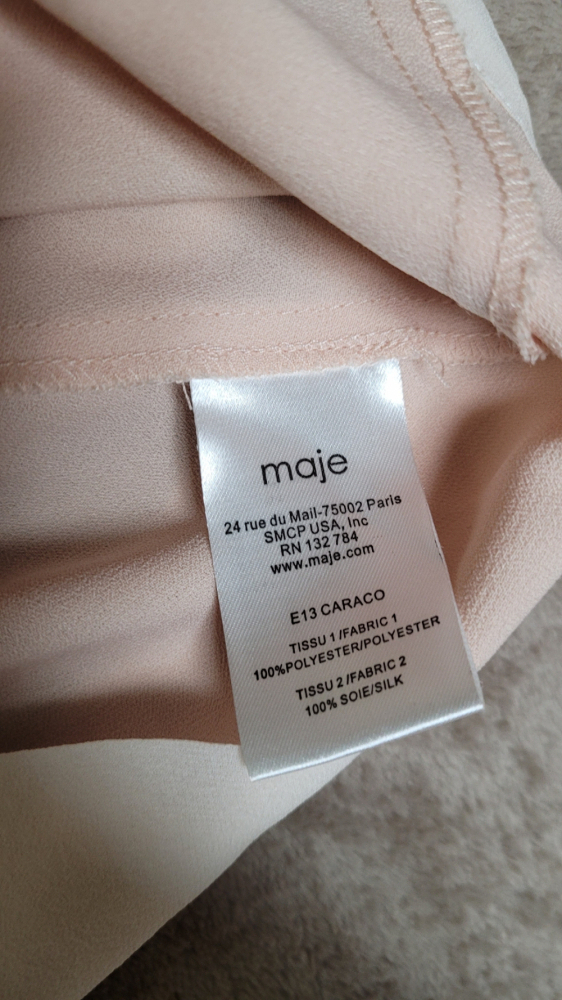 maje
24 rue du Mail-75002 Paris
SMCP USA, Inc
RN 132 784
www.maje.com
E13 CARACO
TISSU 1 /FABRIC 1
100%POLYESTER/POLYESTER
TISSU 2 /FABRIC 2
100% SOIE/SILK